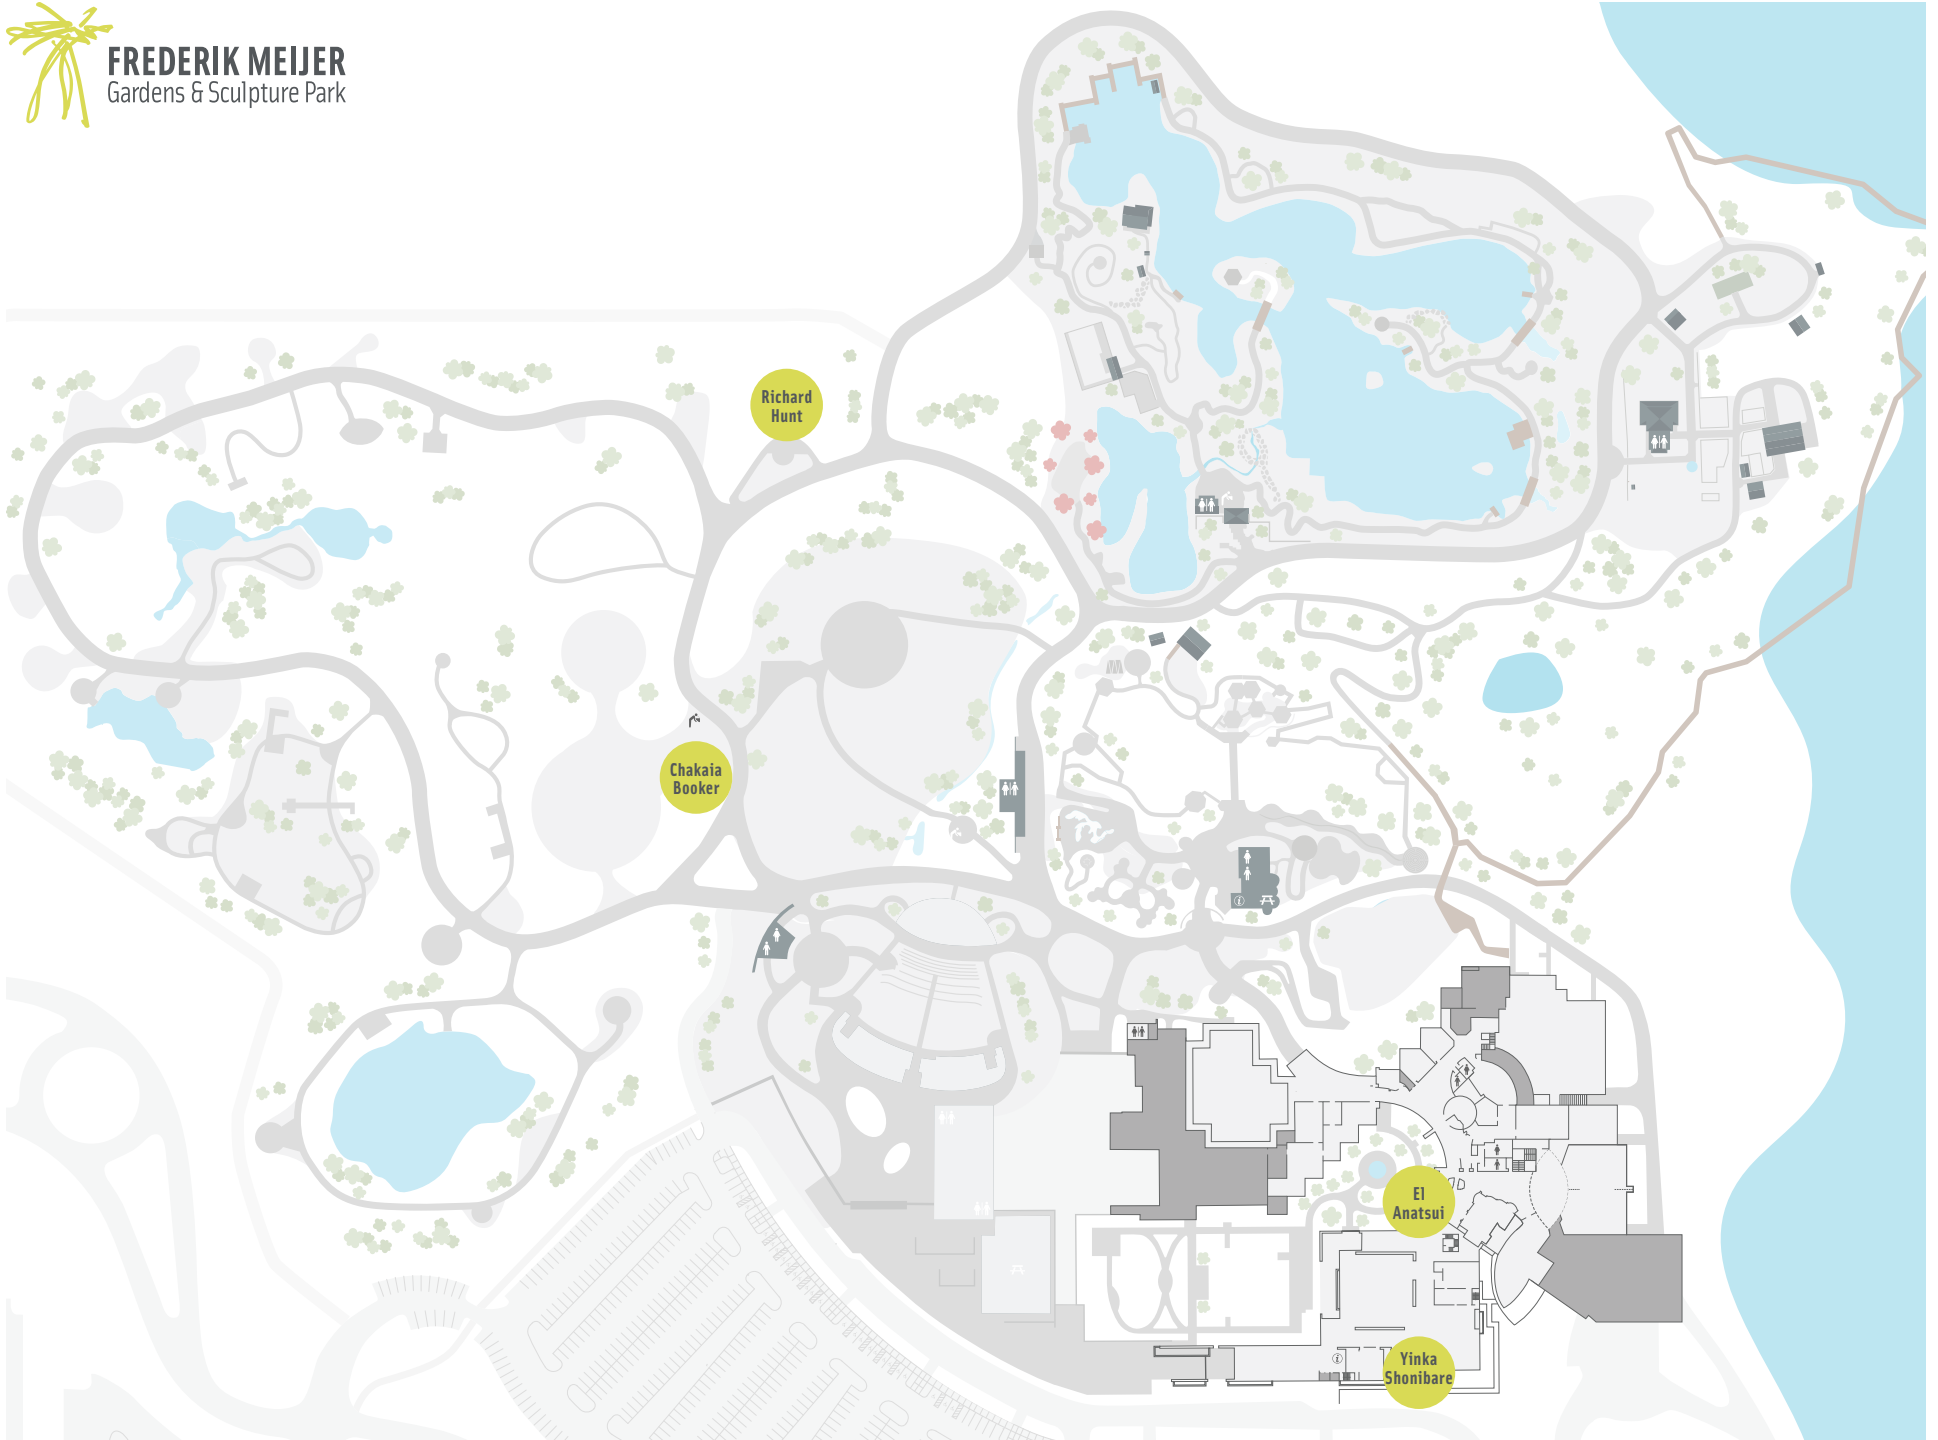 FREDERIK MEIJER
Gardens & Sculpture Park
Richard
Hunt
Chakaia
Booker
El
Anatsui
Yinka
Shonibare